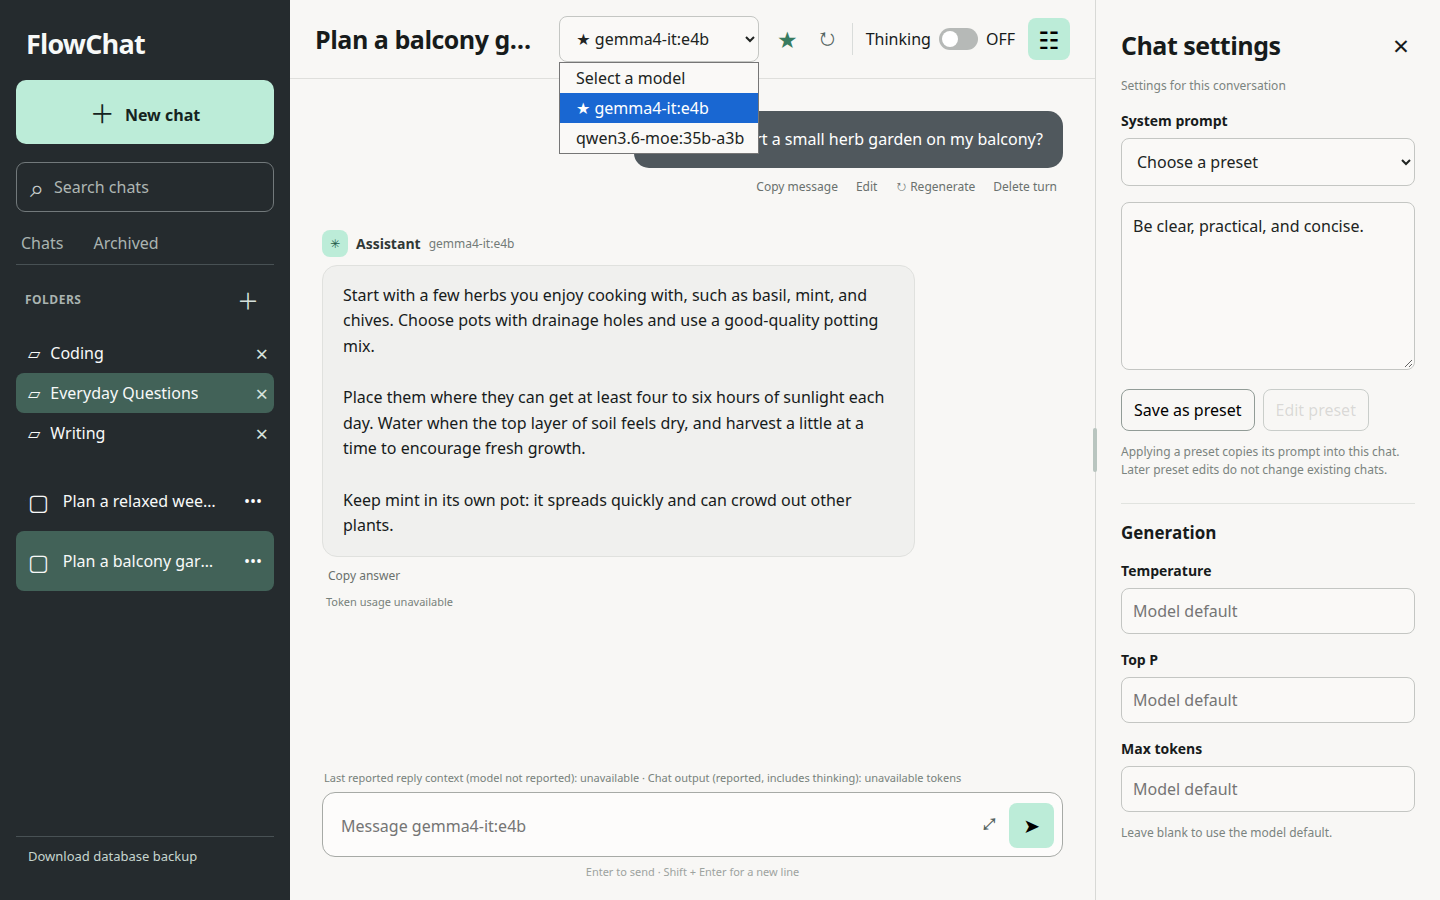 FlowChat
New chat
Search chats
Chats Archived
FOLDERS
Coding
Everyday Questions
Writing
Plan a relaxed wee...
Plan a balcony gar...
Download database backup
Plan a balcony g...
★ gemma4-it:e4b
Thinking OFF
Select a model
★ gemma4-it:e4b
qwen3.6-moe:35b-a3b
a small herb garden on my balcony?
Copy message Edit Regenerate Delete turn
Assistant gemma4-it:e4b
Start with a few herbs you enjoy cooking with, such as basil, mint, and
chives. Choose pots with drainage holes and use a good-quality potting
mix.
Place them where they can get at least four to six hours of sunlight each
day. Water when the top layer of soil feels dry, and harvest a little at a
time to encourage fresh growth.
Keep mint in its own pot: it spreads quickly and can crowd out other
plants.
Copy answer
Token usage unavailable
Last reported reply context (model not reported): unavailable · Chat output (reported, includes thinking): unavailable tokens
Message gemma4-it:e4b
Enter to send · Shift + Enter for a new line
Chat settings
Settings for this conversation
System prompt
Choose a preset
Be clear, practical, and concise.
Save as preset Edit preset
Applying a preset copies its prompt into this chat.
Later preset edits do not change existing chats.
Generation
Temperature
Model default
Top P
Model default
Max tokens
Model default
Leave blank to use the model default.